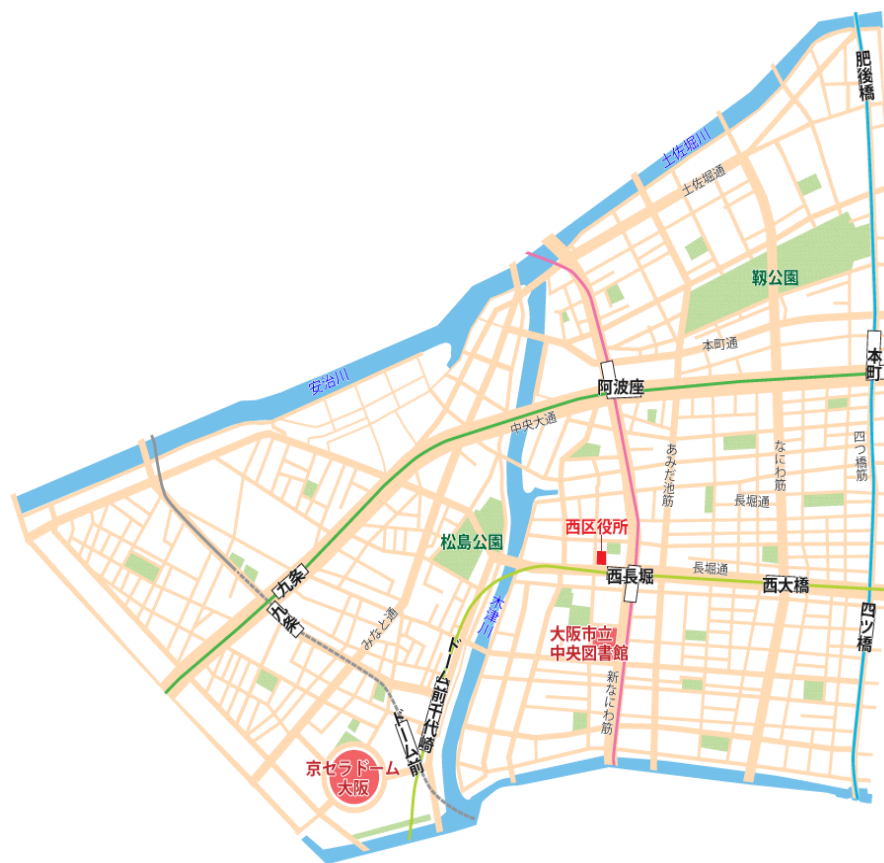 肥後橋
土佐堀川
土佐堀通
靱公園
本町通
本町
安治川
阿波座
中央大通
四つ橋筋
なにわ筋
あみだ池筋
長堀通
西区役所
松島公園
長堀通
西長堀
西大橋
九条
九条
木津川
みなと通
四ツ橋
大阪市立
中央図書館
ドーム前千代崎
新なにわ筋
ドーム前
京セラドーム
大阪